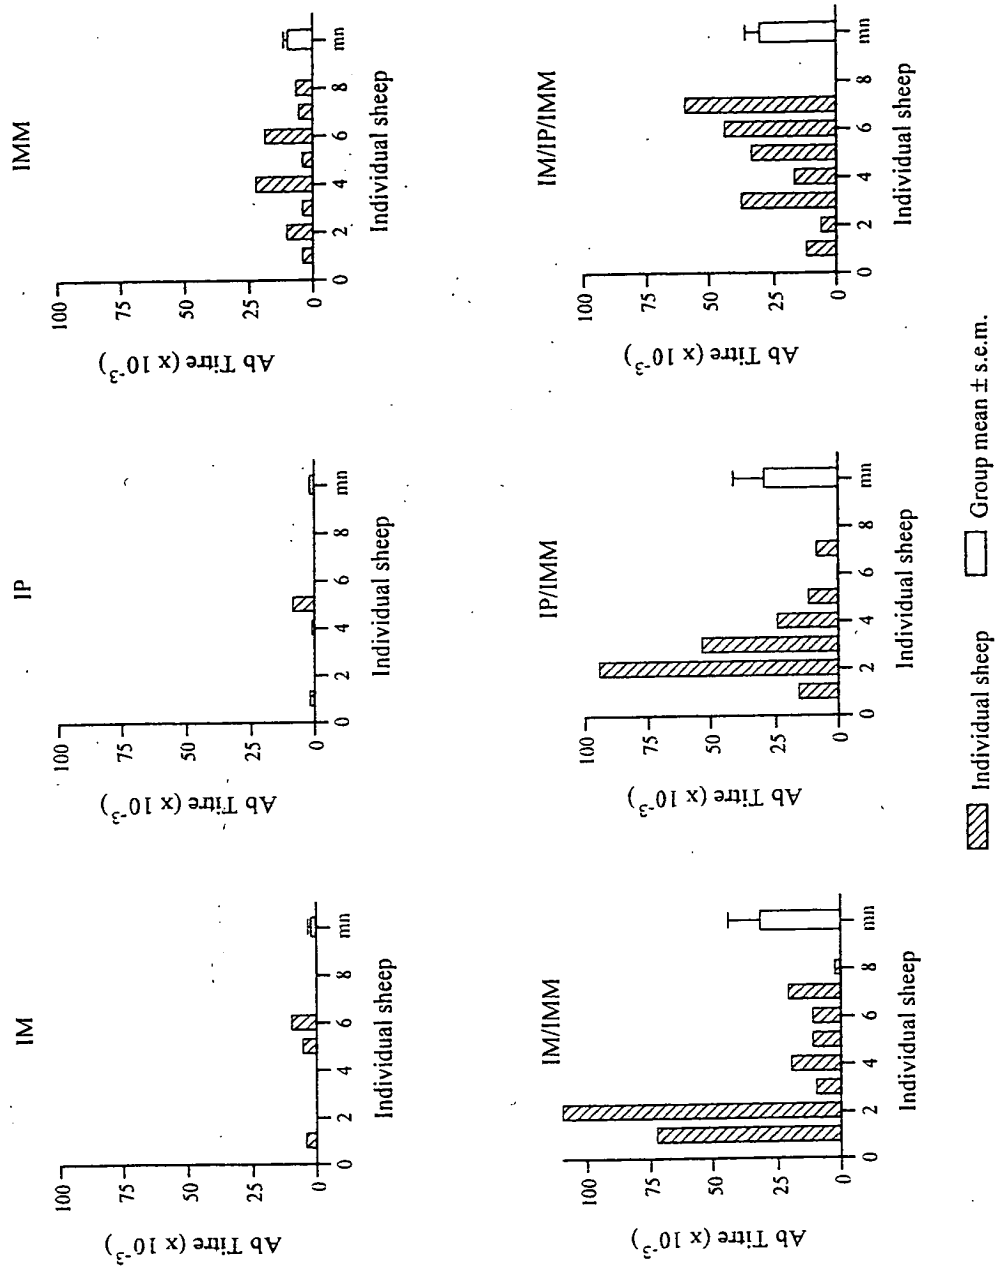 IM
Ab Titre (x 10-3)
100
75
50
25
0
0 2 4 6 8 mn
Individual sheep
IP
Ab Titre (x 10-3)
100
75
50
25
0
0 2 4 6 8 mn
Individual sheep
IMM
Ab Titre (x 10-3)
100
75
50
25
0
0 2 4 6 8 mn
Individual sheep
IM/IMM
Ab Titre (x 10-3)
100
75
50
25
0
0 2 4 6 8 mn
Individual sheep
IP/IMM
Ab Titre (x 10-3)
100
75
50
25
0
0 2 4 6 8 mn
Individual sheep
IM/IP/IMM
Ab Titre (x 10-3)
100
75
50
25
0
0 2 4 6 8 mn
Individual sheep
Individual sheep Group mean ± s.e.m.